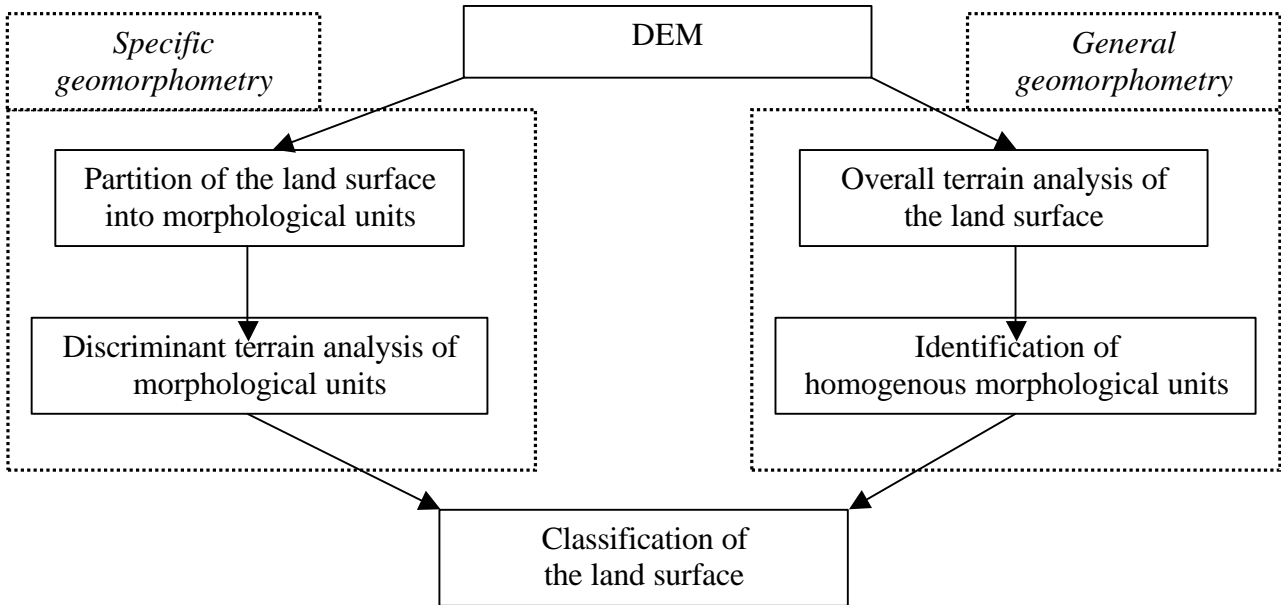 DEM
Specific
geomorphometry
General
geomorphometry
Partition of the land surface
into morphological units
Overall terrain analysis of
the land surface
Discriminant terrain analysis of
morphological units
Identification of
homogenous morphological units
Classification of
the land surface